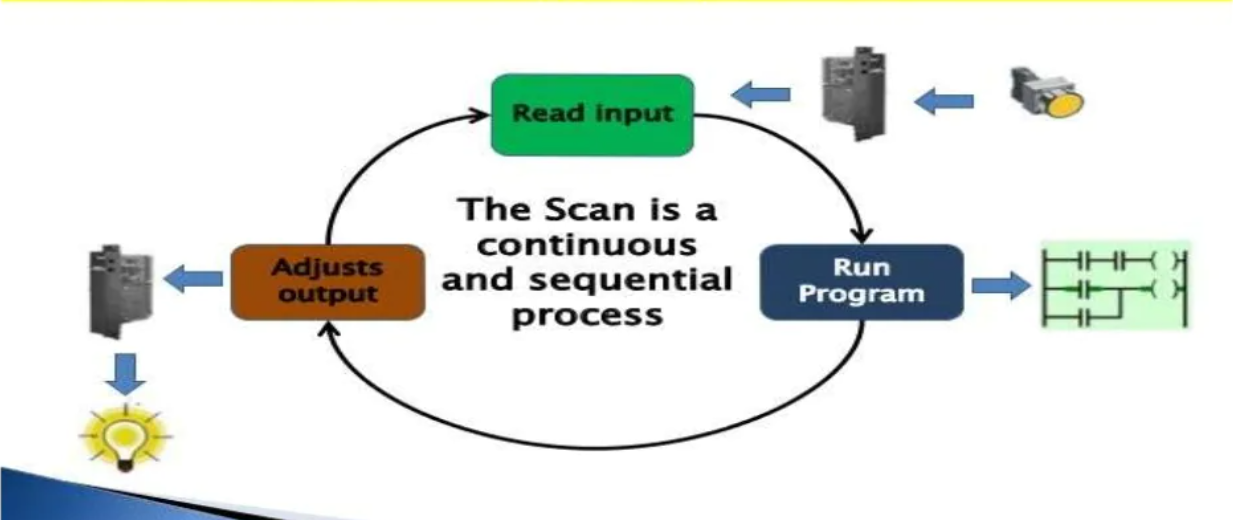 Read input
The Scan is a
continuous
and sequential
process
Adjusts
output
Run
Program